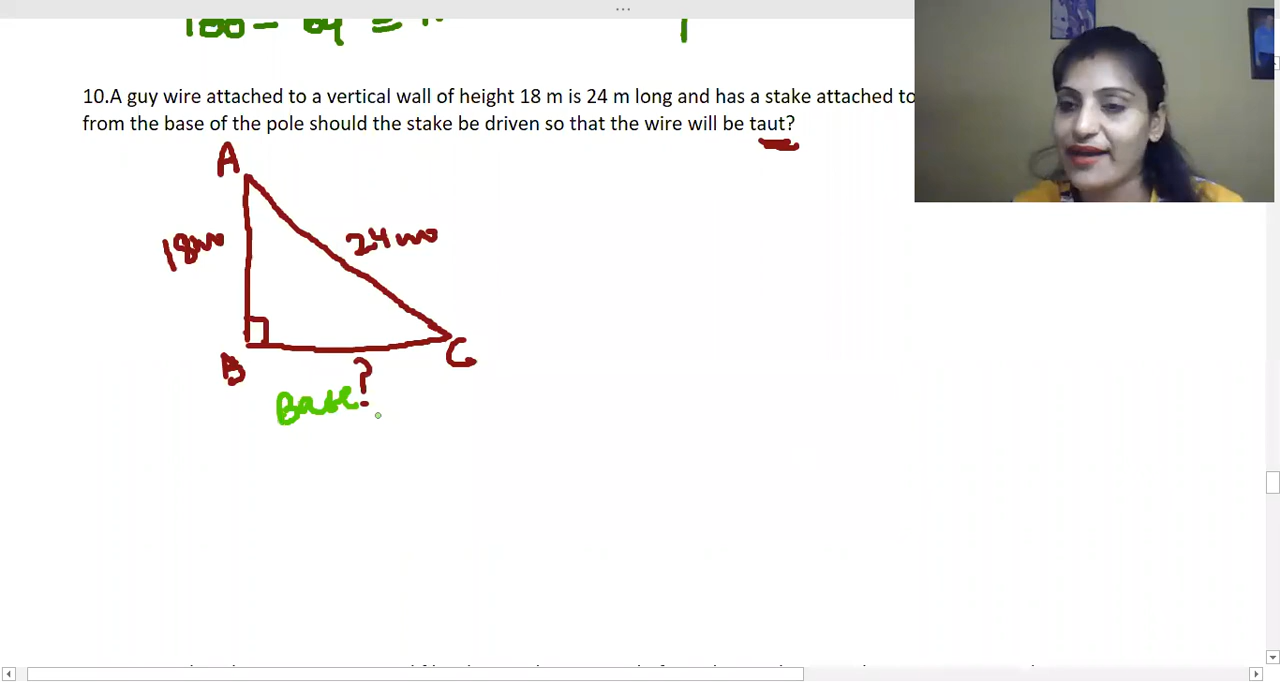 10.A guy wire attached to a vertical wall of height 18 m is 24 m long and has a stake attached to
from the base of the pole should the stake be driven so that the wire will be taut?
A
18m
24m
B
C
?
Base